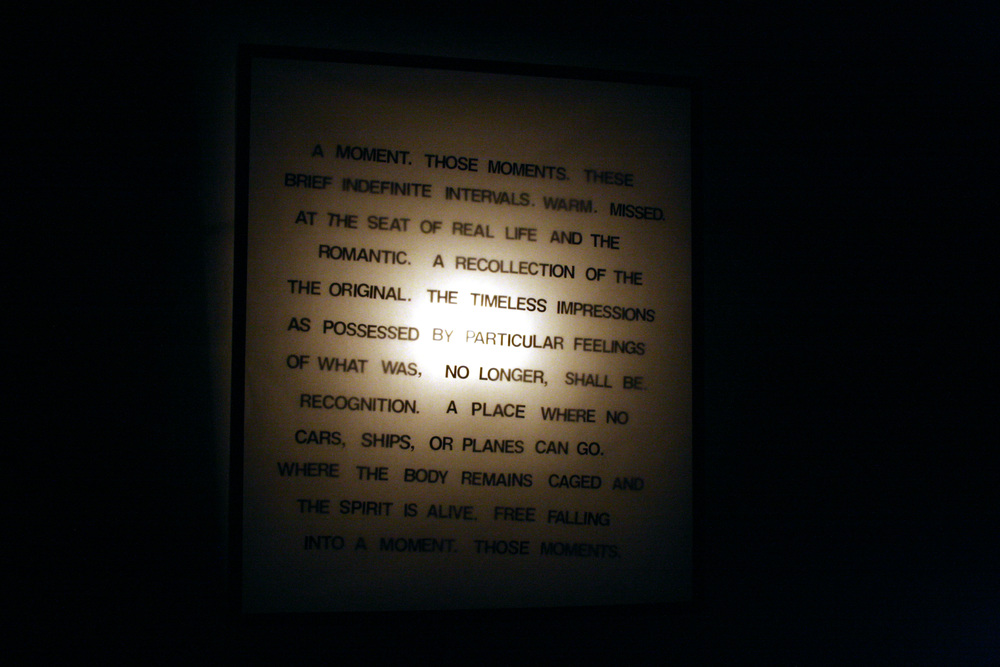 A MOMENT. THOSE MOMENTS. THESE
BRIEF INDEFINITE INTERVALS. WARM. MISSED.
AT THE SEAT OF REAL LIFE AND THE
ROMANTIC. A RECOLLECTION OF THE
THE ORIGINAL. THE TIMELESS IMPRESSIONS
AS POSSESSED BY PARTICULAR FEELINGS
OF WHAT WAS, NO LONGER, SHALL BE.
RECOGNITION. A PLACE WHERE NO
CARS, SHIPS, OR PLANES CAN GO.
WHERE THE BODY REMAINS CAGED AND
THE SPIRIT IS ALIVE. FREE FALLING
INTO A MOMENT. THOSE MOMENTS.